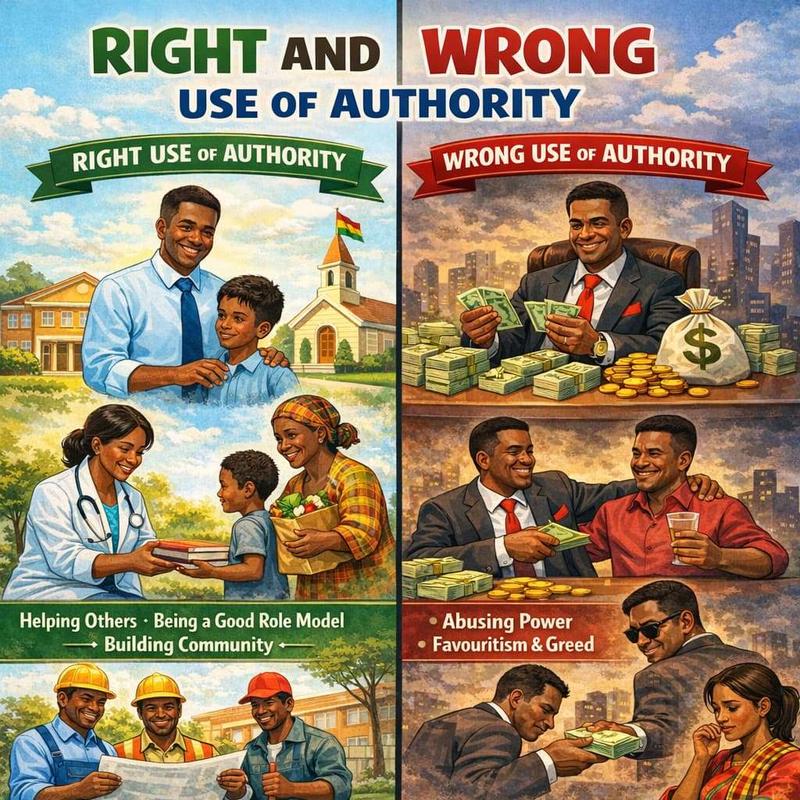 RIGHT AND WRONG
USE OF AUTHORITY
RIGHT USE OF AUTHORITY
Helping Others · Being a Good Role Model
Building Community
WRONG USE OF AUTHORITY
$
• Abusing Power
• Favouritism & Greed